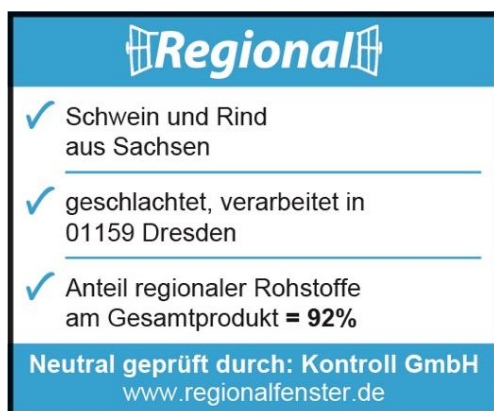 Regional
Schwein und Rind
aus Sachsen
geschlachtet, verarbeitet in
01159 Dresden
Anteil regionaler Rohstoffe
am Gesamtprodukt = 92%
Neutral geprüft durch: Kontroll GmbH
www.regionalfenster.de